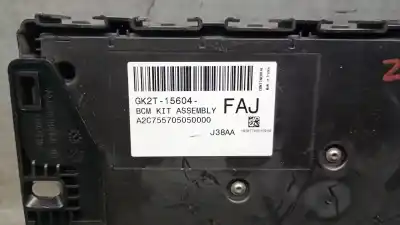 GK2T-15604-
FAJ
BCM KIT ASSEMBLY
A2C755705050000
J38AA